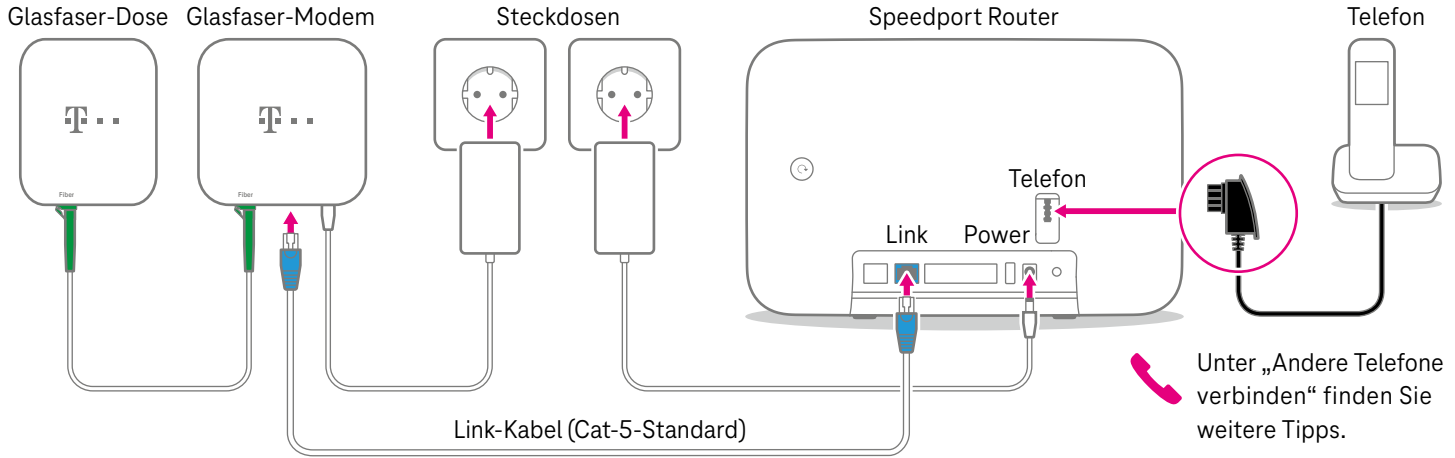 Glasfaser-Dose
Glasfaser-Modem
Steckdosen
Speedport Router
Telefon
T
T
Fiber
Fiber
Telefon
Link
Power
Link-Kabel (Cat-5-Standard)
Unter „Andere Telefone
verbinden“ finden Sie
weitere Tipps.